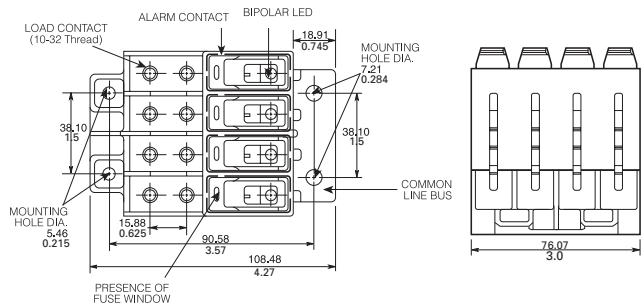 ALARM CONTACT
BIPOLAR LED
LOAD CONTACT
(10-32 Thread)
18.91
0.745
MOUNTING
HOLE DIA.
7.21
0.284
38.10
1.5
38.10
1.5
COMMON
LINE BUS
MOUNTING
HOLE DIA.
5.46
0.215
15.88
0.625
90.58
3.57
108.48
4.27
PRESENCE OF
FUSE WINDOW
76.07
3.0